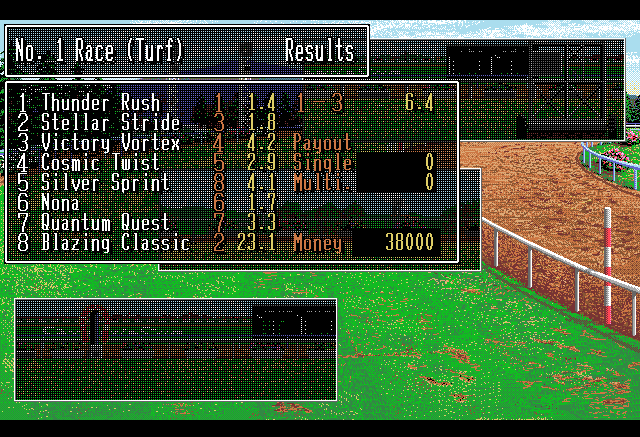 No. 1 Race (Turf) Results
1 Thunder Rush 1 1.4 1 3 6.4
2 Stellar Stride 3 1.8
3 Victory Vortex 4 4.2 Payout
4 Cosmic Twist 5 2.9 Single 0
5 Silver Sprint 8 4.1 Multi. 0
6 Nona 6 1.7
7 Quantum Quest 7 3.3
8 Blazing Classic 2 23.1 Money 38000